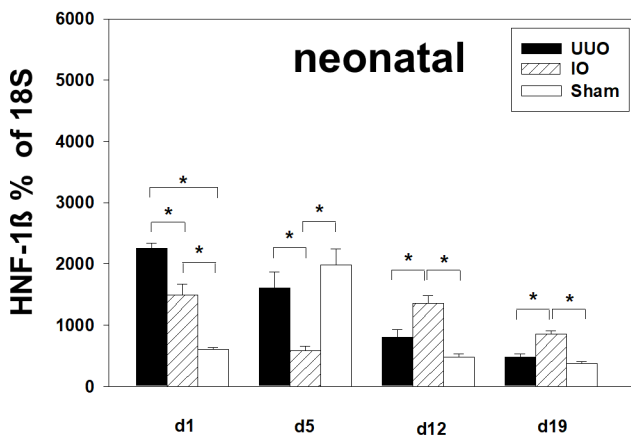 neonatal
UUO
IO
Sham
HNF-1ß % of 18S
6000
5000
4000
3000
2000
1000
0
*
*
*
*
*
*
*
*
*
d1
d5
d12
d19